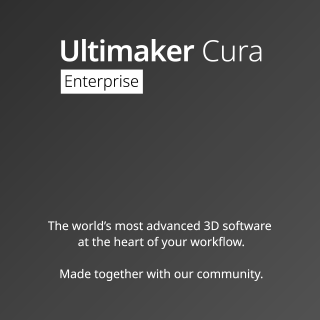 Ultimaker Cura
Enterprise
The world’s most advanced 3D software
at the heart of your workflow.
Made together with our community.